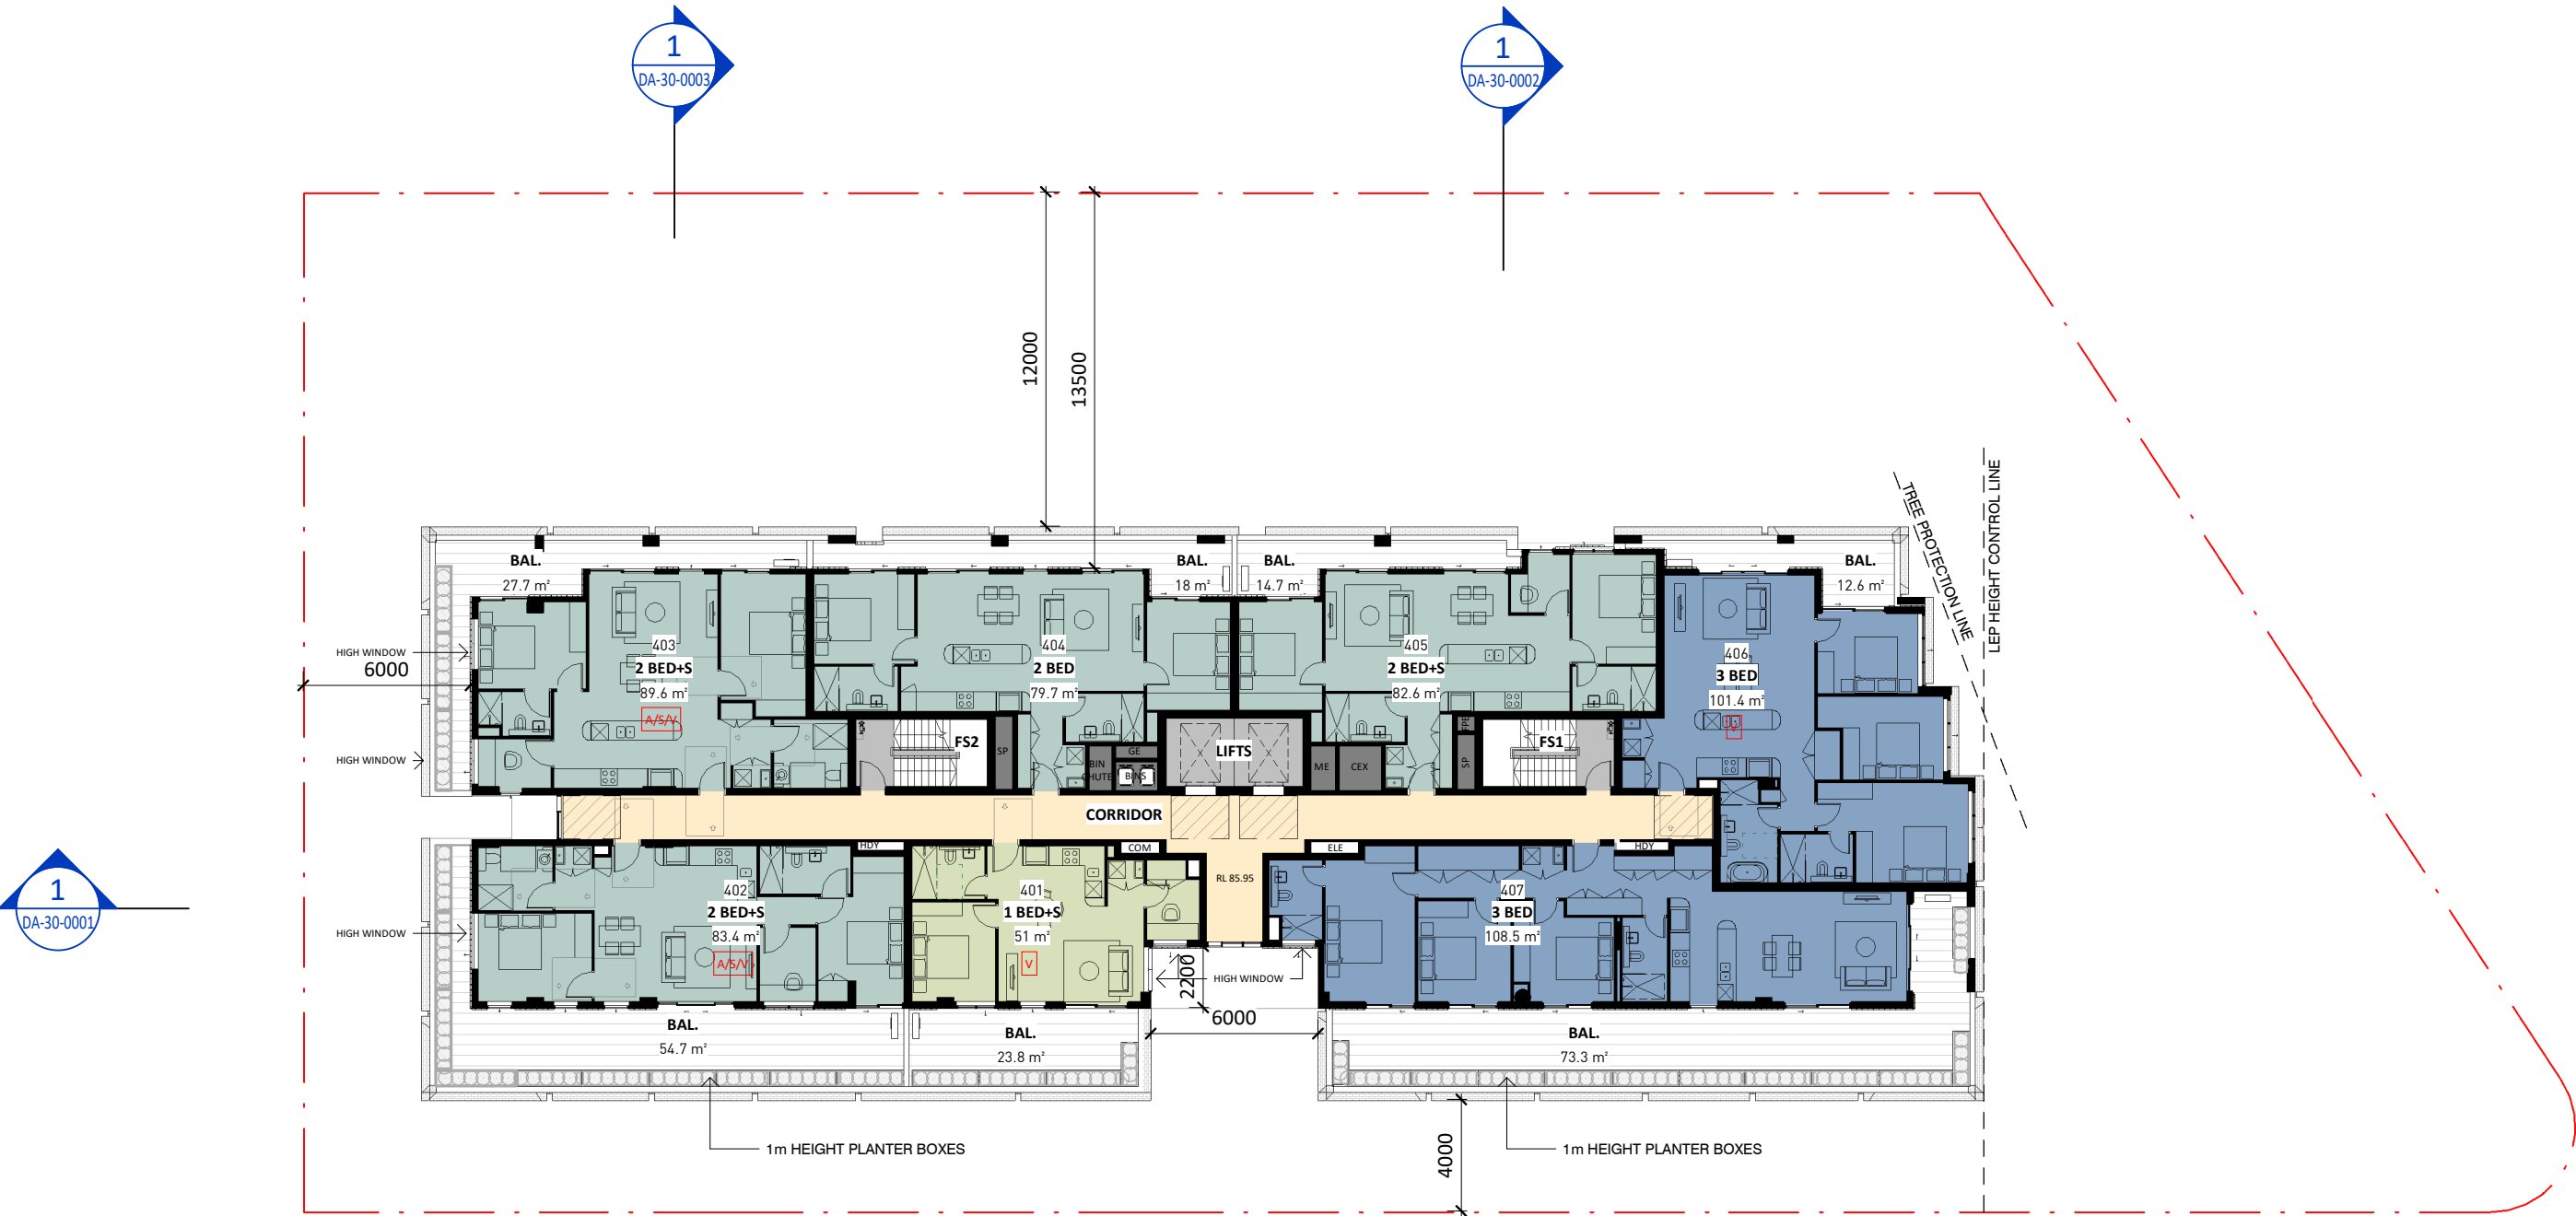 1
DA-30-0003
1
DA-30-0002
12000
13500
TREE PROTECTION LINE
LEP HEIGHT CONTROL LINE
BAL.
27.7 m²
BAL.
18 m²
BAL.
14.7 m²
BAL.
12.6 m²
HIGH WINDOW
6000
HIGH WINDOW
403
2 BED+S
89.6 m²
A/S/V
404
2 BED
79.7 m²
405
2 BED+S
82.6 m²
406
3 BED
101.4 m²
V
FS2
SP
BIN
CHUTE
GE
BINS
LIFTS
ME
CEX
SP
FS1
CORRIDOR
HDY
COM
ELE
HDY
RL 85.95
1
DA-30-0001
HIGH WINDOW
402
2 BED+S
83.4 m²
A/S/V
401
1 BED+S
51 m²
V
407
3 BED
108.5 m²
2200
HIGH WINDOW
6000
BAL.
54.7 m²
BAL.
23.8 m²
BAL.
73.3 m²
1m HEIGHT PLANTER BOXES
4000
1m HEIGHT PLANTER BOXES